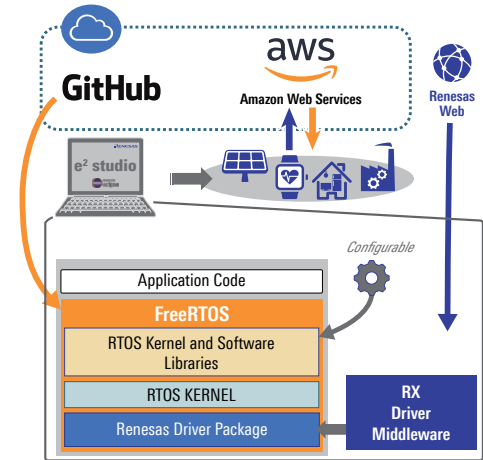 aws
GitHub
Amazon Web Services
Renesas
Web
RENESAS
e² studio
Configurable
Application Code
FreeRTOS
RTOS Kernel and Software
Libraries
RTOS KERNEL
Renesas Driver Package
RX
Driver
Middleware